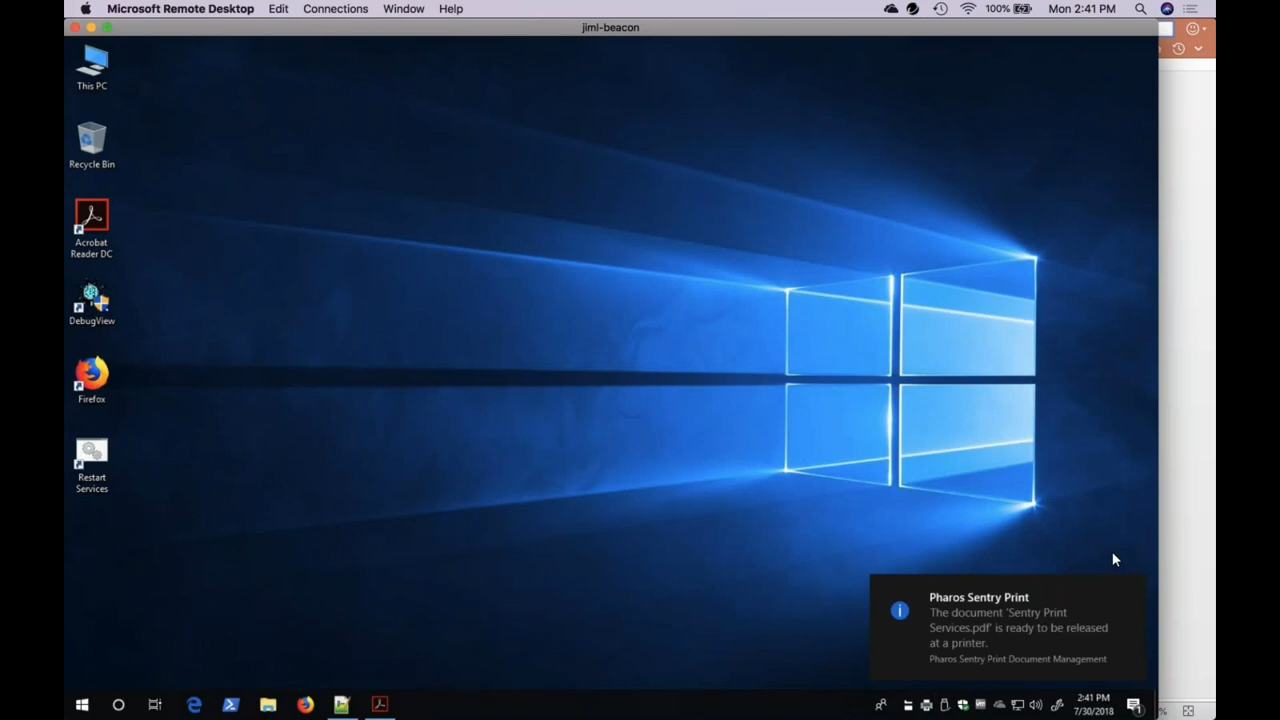 Microsoft Remote Desktop Edit Connections Window Help 100% Mon 2:41 PM
jiml-beacon
This PC
Recycle Bin
Acrobat
Reader DC
DebugView
Firefox
Restart
Services
Pharos Sentry Print
The document 'Sentry Print
Services.pdf' is ready to be released
at a printer.
Pharos Sentry Print Document Management
2:41 PM
7/30/2018
1
%